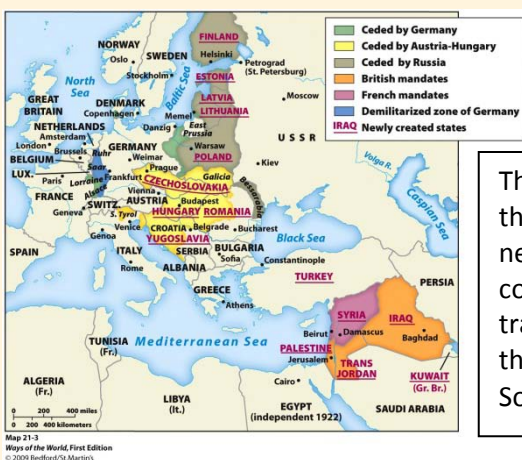 Ceded by Germany
Ceded by Austria-Hungary
Ceded by Russia
British mandates
French mandates
Demilitarized zone of Germany
IRAQ Newly created states
FINLAND
NORWAY
Oslo
SWEDEN
Helsinki
Petrograd
(St. Petersburg)
Stockholm
ESTONIA
North
Sea
Baltic Sea
LATVIA
Moscow
GREAT
BRITAIN
DENMARK
Copenhagen
LITHUANIA
Memel
NETHERLANDS
Amsterdam
Danzig
East
Prussia
USSR
London
Brussels
Ruhr
GERMANY
Warsaw
BELGIUM
Weimar
POLAND
Kiev
LUX.
Saar
Frankfurt
Prague
Galicia
Volga R.
Paris
Lorraine
Alsace
CZECHOSLOVAKIA
Bessarabia
FRANCE
Vienna
AUSTRIA
Budapest
SWITZ.
Geneva
S. Tyrol
HUNGARY
ROMANIA
Caspian Sea
Venice
CROATIA
Belgrade
Bucharest
Genoa
YUGOSLAVIA
Black Sea
SPAIN
ITALY
SERBIA
BULGARIA
Sofia
Rome
ALBANIA
Constantinople
GREECE
TURKEY
PERSIA
Athens
SYRIA
IRAQ
TUNISIA
(Fr.)
Mediterranean Sea
Beirut
Damascus
Baghdad
PALESTINE
Jerusalem
TRANS
JORDAN
KUWAIT
(Gr. Br.)
ALGERIA
(Fr.)
Cairo
LIBYA
(It.)
EGYPT
(independent 1922)
SAUDI ARABIA
0 200 400 miles
0 200 400 kilometers
Map 21-3
Ways of the World, First Edition
© 2009 Bedford/St.Martin's
Th
th
ne
co
tra
th
So